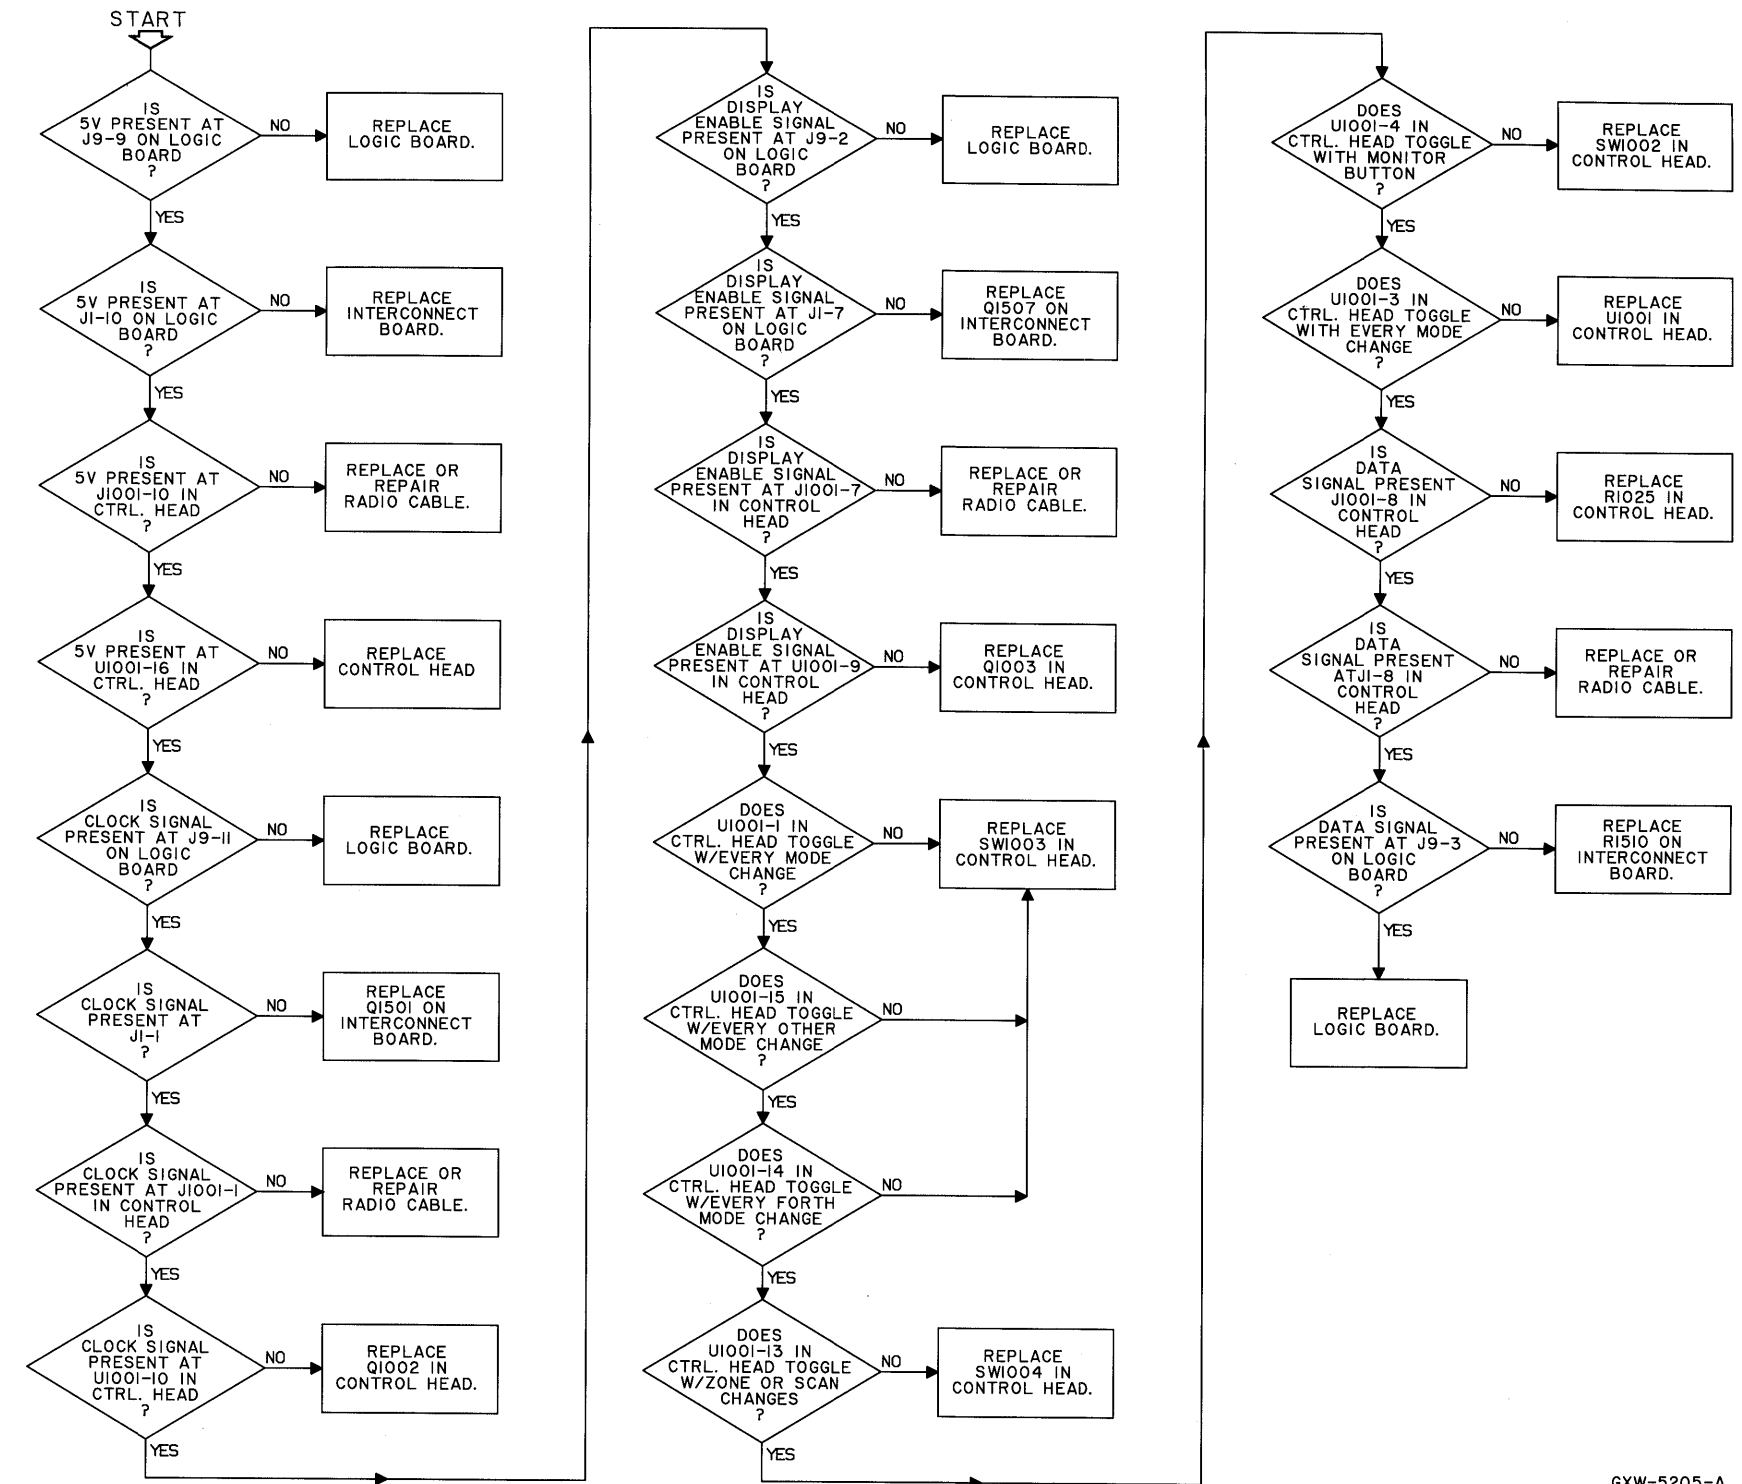 START
IS
5V PRESENT AT
J9-9 ON LOGIC
BOARD
?
NO
REPLACE
LOGIC BOARD.
YES
IS
5V PRESENT AT
J1-10 ON LOGIC
BOARD
?
NO
REPLACE
INTERCONNECT
BOARD.
YES
IS
5V PRESENT AT
J1001-10 IN
CTRL. HEAD
?
NO
REPLACE OR
REPAIR
RADIO CABLE.
YES
IS
5V PRESENT AT
U1001-16 IN
CTRL. HEAD
?
NO
REPLACE
CONTROL HEAD
YES
IS
CLOCK SIGNAL
PRESENT AT J9-11
ON LOGIC
BOARD
?
NO
REPLACE
LOGIC BOARD.
YES
IS
CLOCK SIGNAL
PRESENT AT
J1-1
?
NO
REPLACE
Q1501 ON
INTERCONNECT
BOARD.
YES
IS
CLOCK SIGNAL
PRESENT AT J1001-1
IN CONTROL
HEAD
?
NO
REPLACE OR
REPAIR
RADIO CABLE.
YES
IS
CLOCK SIGNAL
PRESENT AT
U1001-10 IN
CTRL. HEAD
?
NO
REPLACE
Q1002 IN
CONTROL HEAD.
YES
IS
DISPLAY
ENABLE SIGNAL
PRESENT AT J9-2
ON LOGIC
BOARD
?
NO
REPLACE
LOGIC BOARD.
YES
IS
DISPLAY
ENABLE SIGNAL
PRESENT AT J1-7
ON LOGIC
BOARD
?
NO
REPLACE
Q1507 ON
INTERCONNECT
BOARD.
YES
IS
DISPLAY
ENABLE SIGNAL
PRESENT AT J1001-7
IN CONTROL
HEAD
?
NO
REPLACE OR
REPAIR
RADIO CABLE.
YES
IS
DISPLAY
ENABLE SIGNAL
PRESENT AT U1001-9
IN CONTROL
HEAD
?
NO
REPLACE
Q1003 IN
CONTROL HEAD.
YES
DOES
U1001-1 IN
CTRL. HEAD TOGGLE
W/EVERY MODE
CHANGE
?
NO
REPLACE
SW1003 IN
CONTROL HEAD.
YES
DOES
U1001-15 IN
CTRL. HEAD TOGGLE
W/EVERY OTHER
MODE CHANGE
?
NO
YES
DOES
U1001-14 IN
CTRL. HEAD TOGGLE
W/EVERY FORTH
MODE CHANGE
?
NO
YES
DOES
U1001-13 IN
CTRL. HEAD TOGGLE
W/ZONE OR SCAN
CHANGES
?
NO
REPLACE
SW1004 IN
CONTROL HEAD.
YES
DOES
U1001-4 IN
CTRL. HEAD TOGGLE
WITH MONITOR
BUTTON
?
NO
REPLACE
SW1002 IN
CONTROL HEAD.
YES
DOES
U1001-3 IN
CTRL. HEAD TOGGLE
WITH EVERY MODE
CHANGE
?
NO
REPLACE
U1001 IN
CONTROL HEAD.
YES
IS
DATA
SIGNAL PRESENT
J1001-8 IN
CONTROL
HEAD
?
NO
REPLACE
R1025 IN
CONTROL HEAD.
YES
IS
DATA
SIGNAL PRESENT
ATJ1-8 IN
CONTROL
HEAD
?
NO
REPLACE OR
REPAIR
RADIO CABLE.
YES
IS
DATA SIGNAL
PRESENT AT J9-3
ON LOGIC
BOARD
?
NO
REPLACE
R1510 ON
INTERCONNECT
BOARD.
YES
REPLACE
LOGIC BOARD.
GXW-5205-A